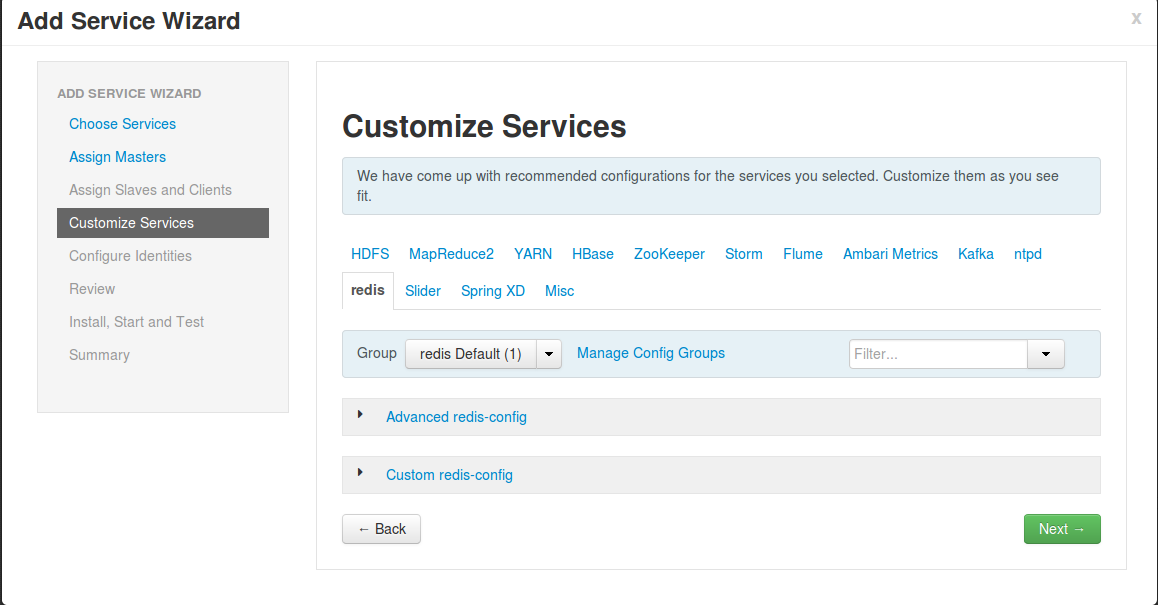 Add Service Wizard
x
ADD SERVICE WIZARD
Choose Services
Assign Masters
Assign Slaves and Clients
Customize Services
Configure Identities
Review
Install, Start and Test
Summary
Customize Services
We have come up with recommended configurations for the services you selected. Customize them as you see
fit.
HDFS MapReduce2 YARN HBase ZooKeeper Storm Flume Ambari Metrics Kafka ntpd
redis Slider Spring XD Misc
Group redis Default (1) Manage Config Groups Filter...
Advanced redis-config
Custom redis-config
← Back Next →